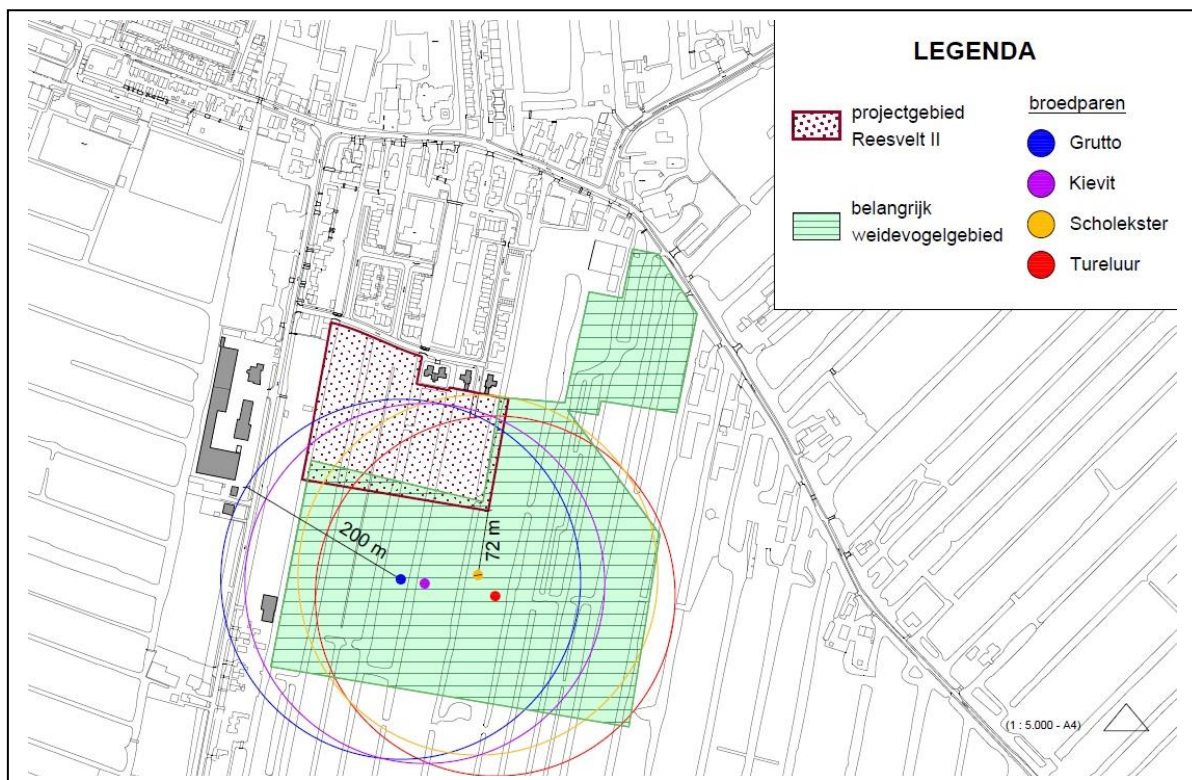 LEGENDA
projectgebied
Reesvelt II
belangrijk
weidevogelgebied
broedparen
Grutto
Kievit
Scholekster
Tureluur
200 m
72 m
(1 : 5.000 - A4)